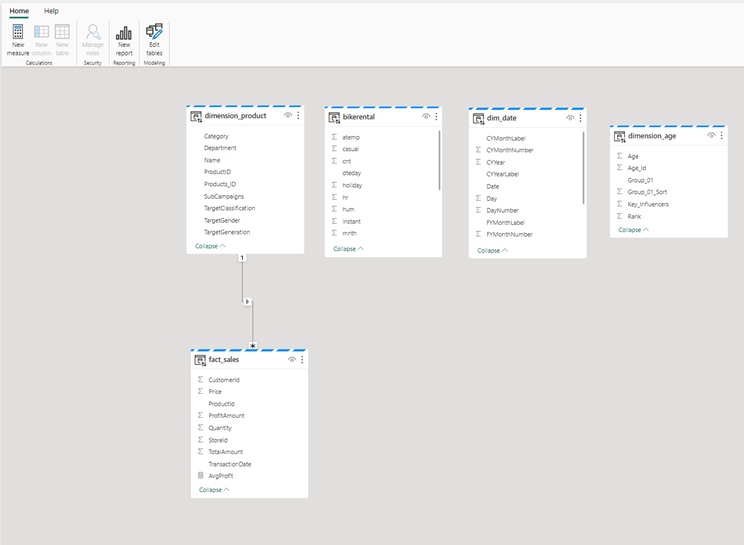 Home Help
New measure
New column
New table
Manage roles
New report
Edit tables
Calculations Security Reporting Modeling
dimension_product
Category
Department
Name
ProductID
Products_ID
SubCampaigns
TargetClassification
TargetGender
TargetGeneration
Collapse
bikerental
atemp
casual
cnt
dteday
holiday
hr
hum
instant
mnth
Collapse
dim_date
CYMonthLabel
CYMonthNumber
CYYear
CYYearLabel
Date
Day
DayNumber
FYMonthLabel
FYMonthNumber
Collapse
dimension_age
Age
Age_id
Group_01
Group_01_Sort
Key_Influencers
Rank
Collapse
1
*
fact_sales
CustomerId
Price
ProductId
ProfitAmount
Quantity
StoreId
TotalAmount
TransactionDate
AvgProfit
Collapse